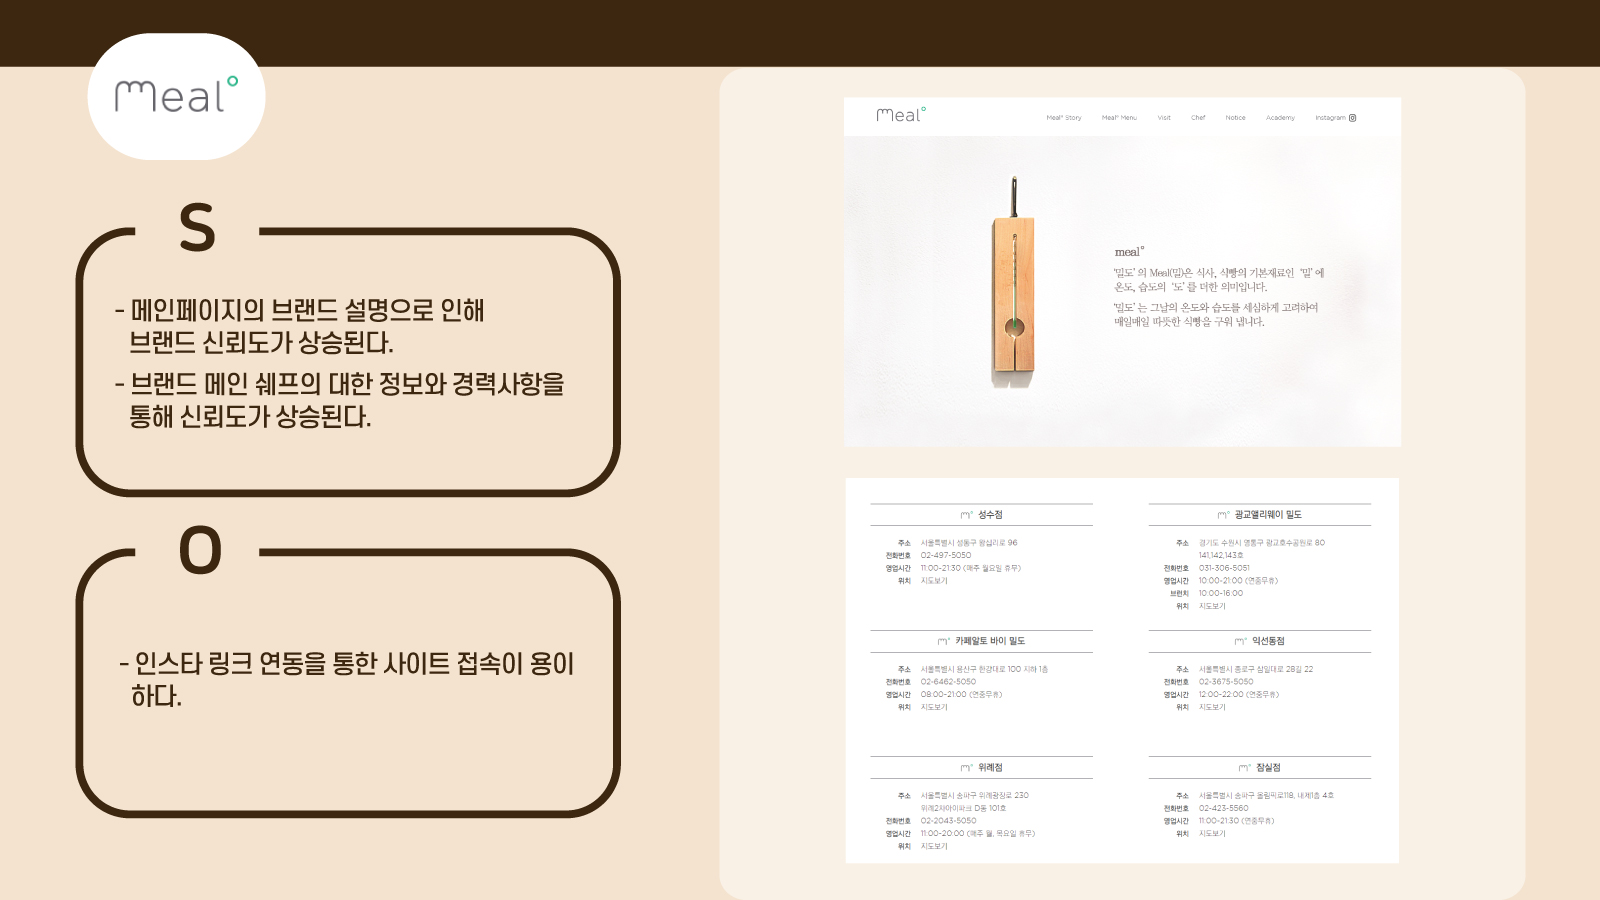 meal°
S
- 메인페이지의 브랜드 설명으로 인해
브랜드 신뢰도가 상승된다.
- 브랜드 메인 쉐프의 대한 정보와 경력사항을
통해 신뢰도가 상승된다.
O
- 인스타 링크 연동을 통한 사이트 접속이 용이
하다.
meal°
Meal° Story Meal° Menu Visit Chef Notice Academy Instagram
meal°
‘밀도’ 의 Meal(밀)은 식사, 식빵의 기본재료인 ‘밀’ 에
온도, 습도의 ‘도’ 를 더한 의미입니다.
‘밀도’ 는 그날의 온도와 습도를 세심하게 고려하여
매일매일 따뜻한 식빵을 구워 냅니다.
m° 성수점
주소 서울특별시 성동구 왕십리로 96
전화번호 02-497-5050
영업시간 11:00-21:30 (매주 월요일 휴무)
위치 지도보기
m° 광교앨리웨이 밀도
주소 경기도 수원시 영통구 광교호수공원로 80
141,142,143호
전화번호 031-306-5051
영업시간 10:00-21:00 (연중무휴)
브런치 10:00-16:00
위치 지도보기
m° 카페알토 바이 밀도
주소 서울특별시 용산구 한강대로 100 지하 1층
전화번호 02-6462-5050
영업시간 08:00-21:00 (연중무휴)
위치 지도보기
m° 익선동점
주소 서울특별시 종로구 삼일대로 28길 22
전화번호 02-3675-5050
영업시간 12:00-22:00 (연중무휴)
위치 지도보기
m° 위례점
주소 서울특별시 송파구 위례광장로 230
위례2차아이파크 D동 101호
전화번호 02-2043-5050
영업시간 11:00-20:00 (매주 월, 목요일 휴무)
위치 지도보기
m° 잠실점
주소 서울특별시 송파구 올림픽로118, 내제1층 4호
전화번호 02-423-5560
영업시간 11:00-21:30 (연중무휴)
위치 지도보기